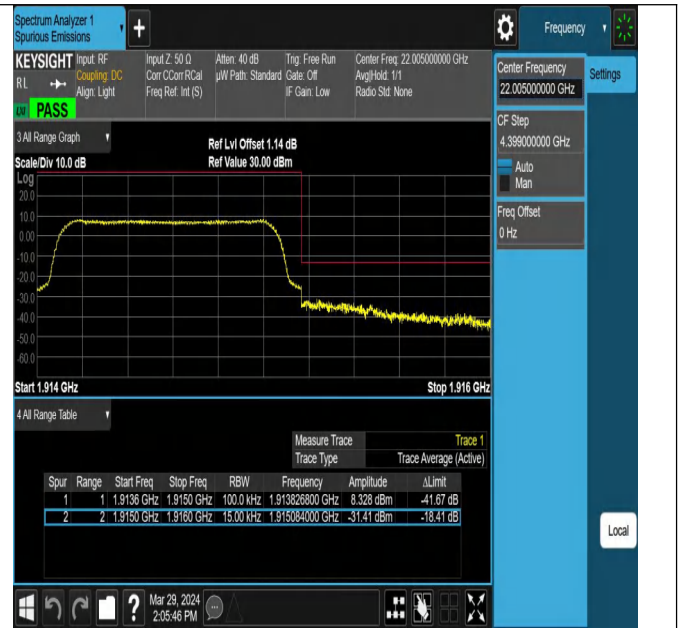 Spectrum Analyzer 1
Spurious Emissions
+
Frequency
KEYSIGHT Input: RF Input Z: 50 Ω Atten: 40 dB Trig: Free Run Center Freq: 22.005000000 GHz
RL Coupling: DC Corr CCorr RCal µW Path: Standard Gate: Off Avg|Hold: 1/1
Align: Light Freq Ref: Int (S) IF Gain: Low Radio Std: None
PASS
Center Frequency
22.005000000 GHz
Settings
CF Step
4.399000000 GHz
Auto
Man
Freq Offset
0 Hz
3 All Range Graph
Ref Lvl Offset 1.14 dB
Scale/Div 10.0 dB Ref Value 30.00 dBm
Log
20.0
10.0
0.00
-10.0
-20.0
-30.0
-40.0
-50.0
-60.0
Start 1.914 GHz Stop 1.916 GHz
4 All Range Table
Measure Trace Trace 1
Trace Type Trace Average (Active)
Spur Range Start Freq Stop Freq RBW Frequency Amplitude ΔLimit
1 1 1.9136 GHz 1.9150 GHz 100.0 kHz 1.913826800 GHz 8.328 dBm -41.67 dB
2 2 1.9150 GHz 1.9160 GHz 15.00 kHz 1.915084000 GHz -31.41 dBm -18.41 dB
Local
? Mar 29, 2024
2:05:46 PM